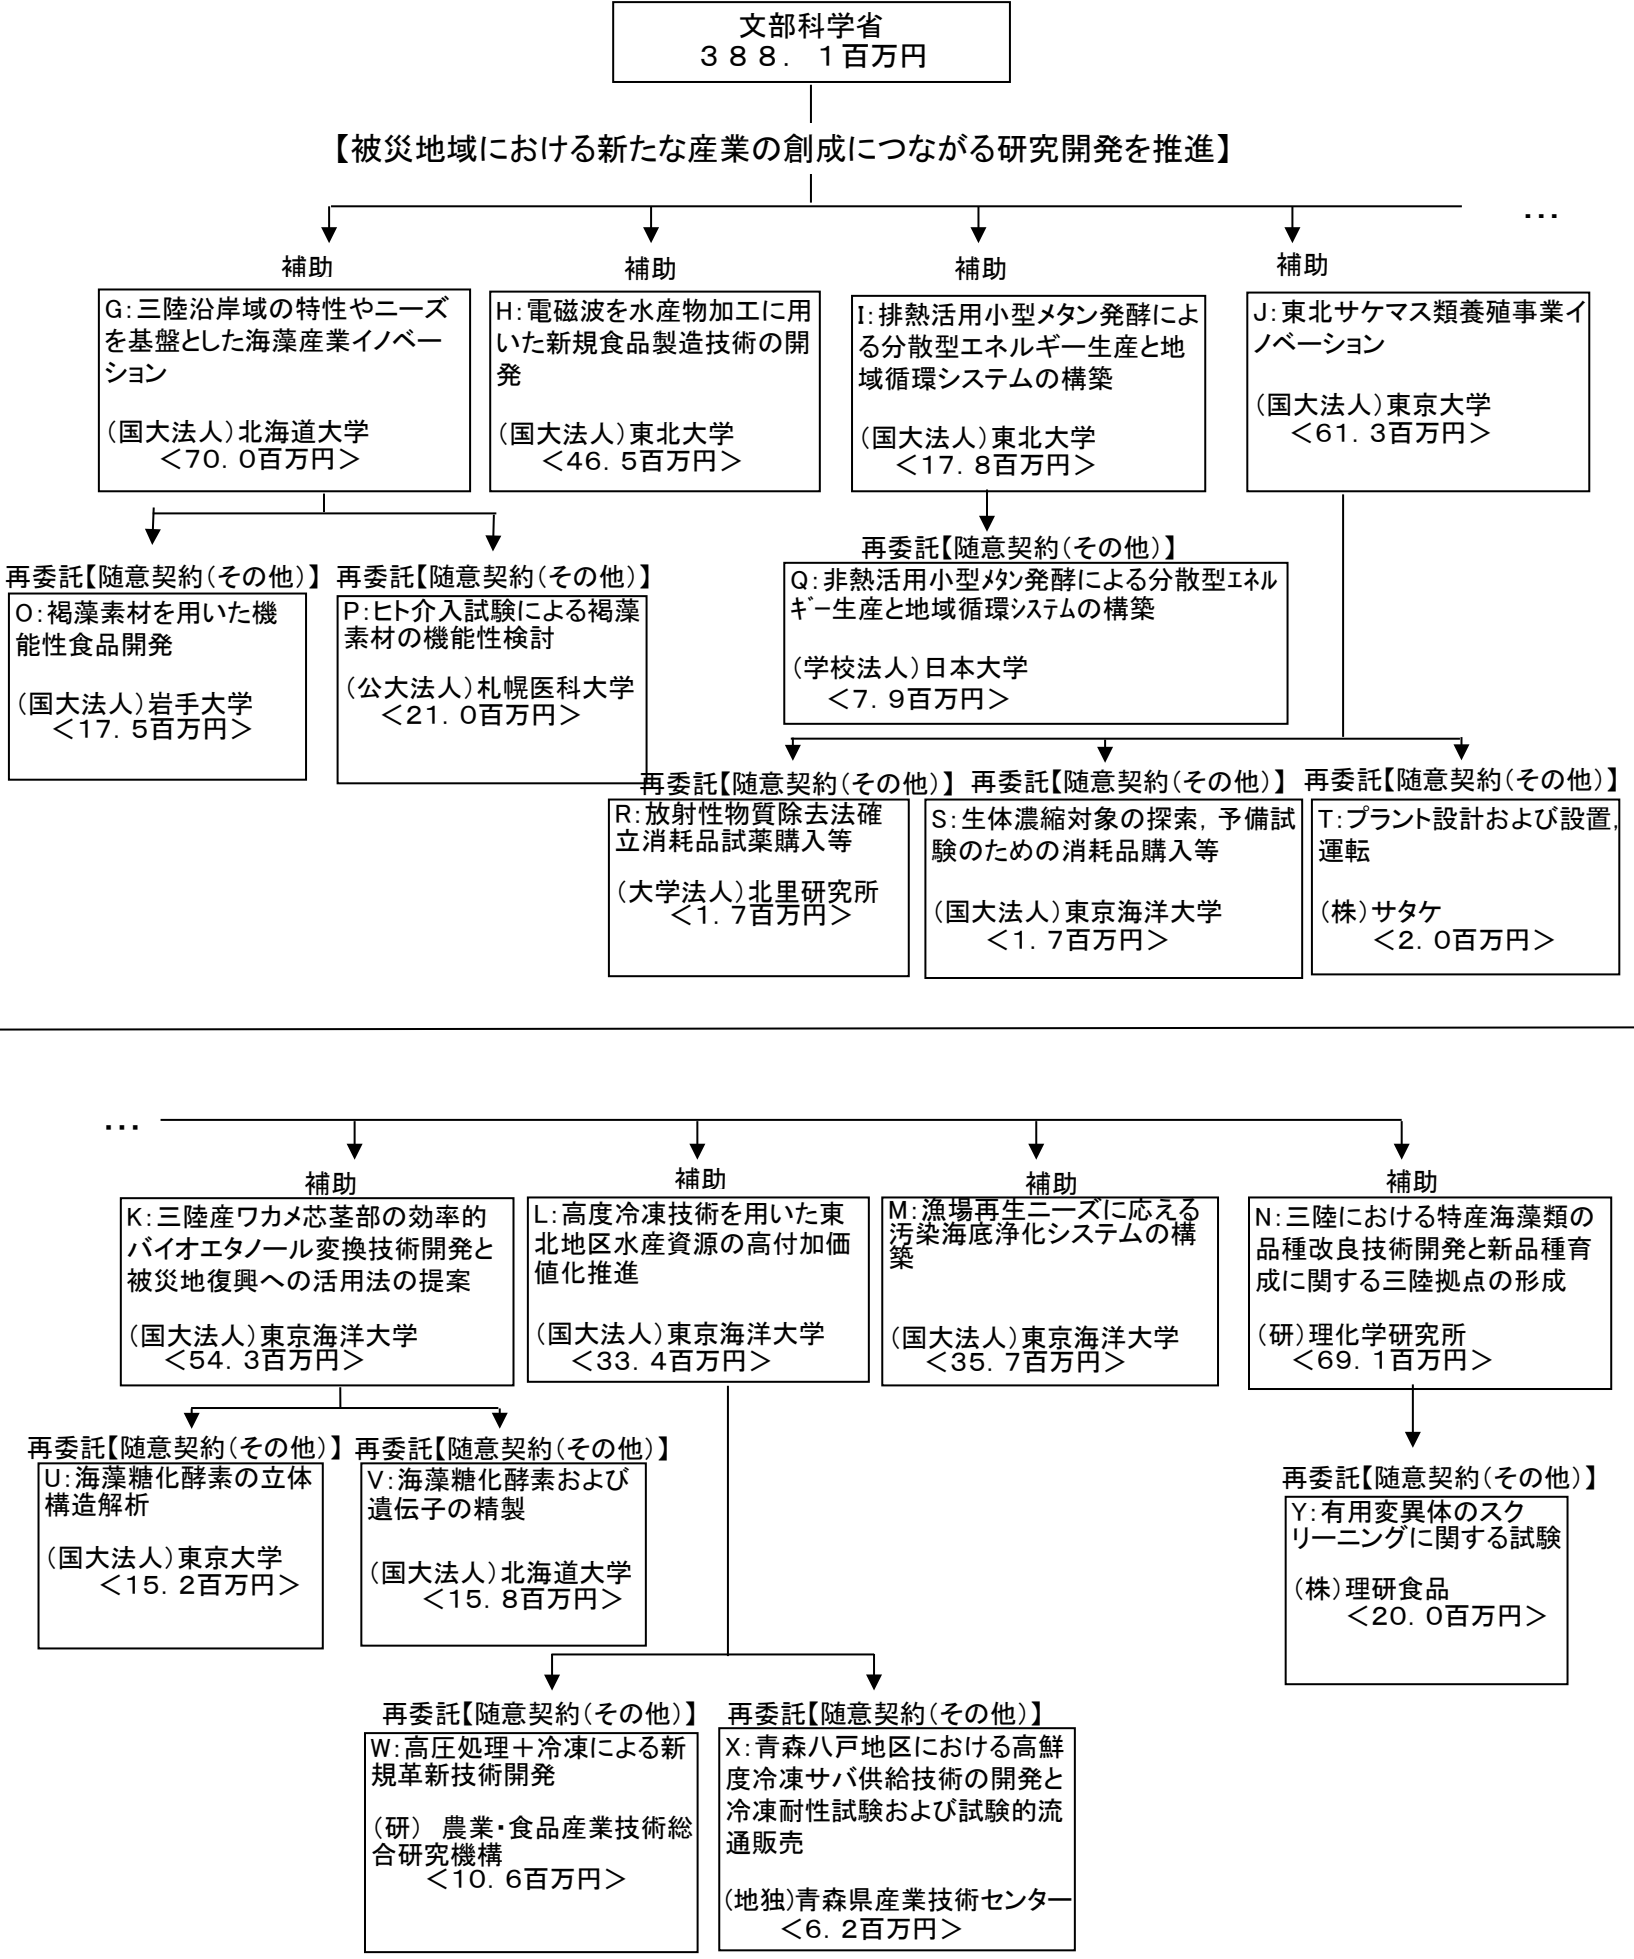 文部科学省
３８８．１百万円
【被災地域における新たな産業の創成につながる研究開発を推進】
…
補助
補助
補助
補助
G：三陸沿岸域の特性やニーズ
を基盤とした海藻産業イノベー
ション
（国大法人）北海道大学
＜70．0百万円＞
H：電磁波を水産物加工に用
いた新規食品製造技術の開
発
（国大法人）東北大学
＜46．5百万円＞
I：排熱活用小型メタン発酵によ
る分散型エネルギー生産と地
域循環システムの構築
（国大法人）東北大学
＜17．8百万円＞
J：東北サケマス類養殖事業イ
ノベーション
（国大法人）東京大学
＜61．3百万円＞
再委託【随意契約（その他）】
O：褐藻素材を用いた機
能性食品開発
（国大法人）岩手大学
＜17．5百万円＞
再委託【随意契約（その他）】
P：ヒト介入試験による褐藻
素材の機能性検討
（公大法人）札幌医科大学
＜21．0百万円＞
再委託【随意契約（その他）】
Q：非熱活用小型ﾒﾀﾝ発酵による分散型ｴﾈﾙ
ｷﾞｰ生産と地域循環ｼｽﾃﾑの構築
（学校法人）日本大学
＜7．9百万円＞
再委託【随意契約（その他）】
R：放射性物質除去法確
立消耗品試薬購入等
（大学法人）北里研究所
＜1．7百万円＞
再委託【随意契約（その他）】
S：生体濃縮対象の探索，予備試
験のための消耗品購入等
（国大法人）東京海洋大学
＜1．7百万円＞
再委託【随意契約（その他）】
T：プラント設計および設置，
運転
（株）サタケ
＜2．0百万円＞
…
補助
補助
補助
補助
K：三陸産ワカメ芯茎部の効率的
バイオエタノール変換技術開発と
被災地復興への活用法の提案
（国大法人）東京海洋大学
＜54．3百万円＞
L：高度冷凍技術を用いた東
北地区水産資源の高付加価
値化推進
（国大法人）東京海洋大学
＜33．4百万円＞
M：漁場再生ニーズに応える
汚染海底浄化システムの構
築
（国大法人）東京海洋大学
＜35．7百万円＞
N：三陸における特産海藻類の
品種改良技術開発と新品種育
成に関する三陸拠点の形成
（研）理化学研究所
＜69．1百万円＞
再委託【随意契約（その他）】
U：海藻糖化酵素の立体
構造解析
（国大法人）東京大学
＜15．2百万円＞
再委託【随意契約（その他）】
V：海藻糖化酵素および
遺伝子の精製
（国大法人）北海道大学
＜15．8百万円＞
再委託【随意契約（その他）】
Y：有用変異体のスク
リーニングに関する試験
（株）理研食品
＜20．0百万円＞
再委託【随意契約（その他）】
W：高圧処理＋冷凍による新
規革新技術開発
（研） 農業・食品産業技術総
合研究機構
＜10．6百万円＞
再委託【随意契約（その他）】
X：青森八戸地区における高鮮
度冷凍サバ供給技術の開発と
冷凍耐性試験および試験的流
通販売
(地独)青森県産業技術センター
＜6．2百万円＞